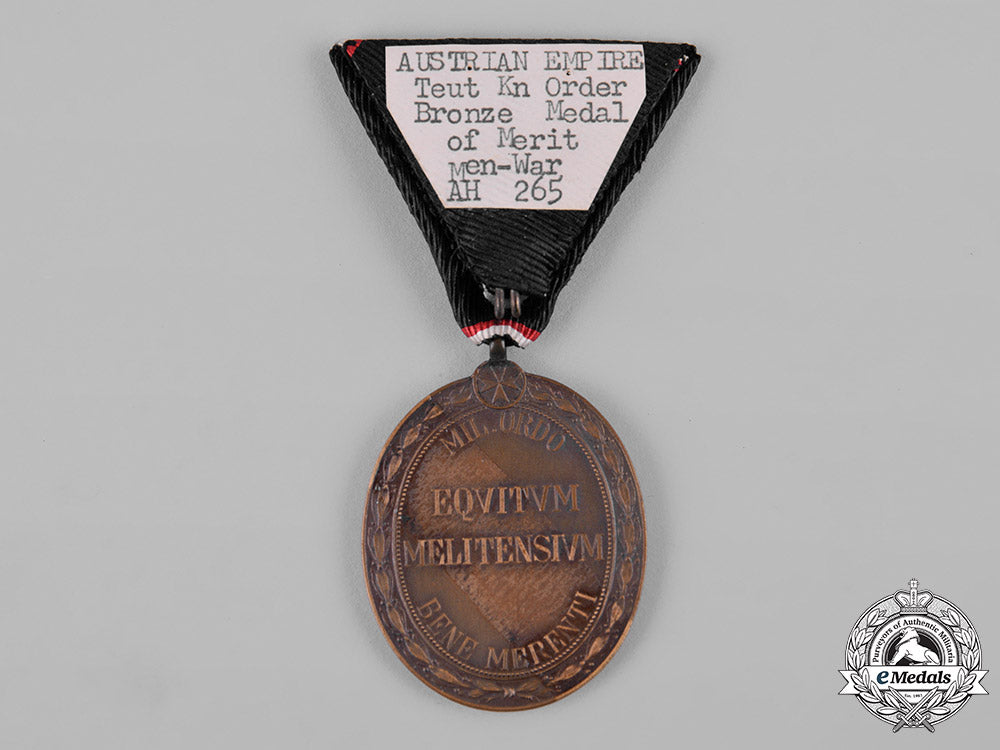 AUSTRIAN EMPIRE
Teut Kn Order
Bronze Medal
of Merit
Men-War
AH 265
MIL. ORDO
EQVITVM
MELITENSIVM
BENE MERENTI
Purveyors of Authentic Militaria
eMedals